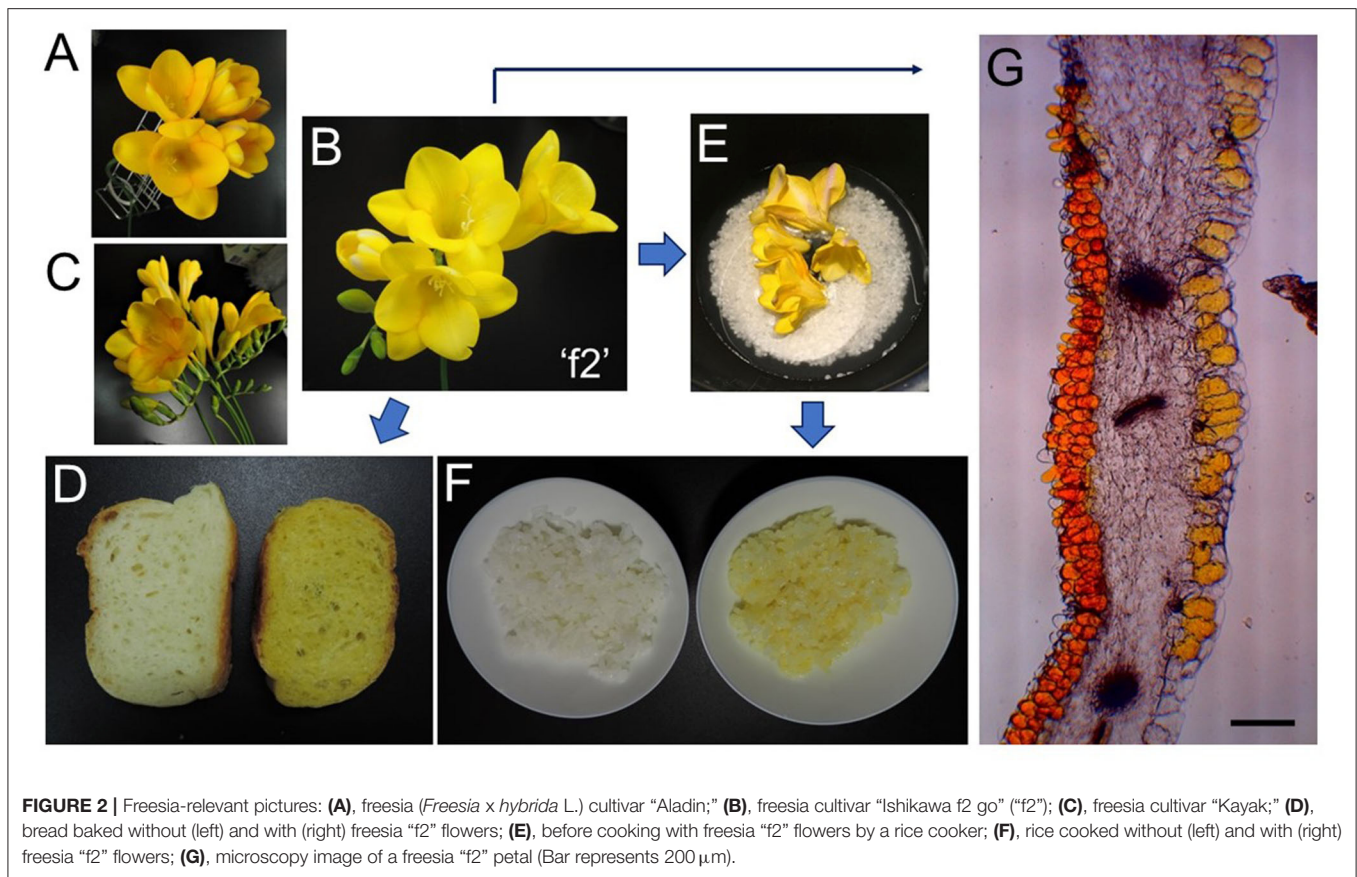 A
B
C
'f2'
E
G
D
F
FIGURE 2 | Freesia-relevant pictures: (A), freesia (Freesia x hybrida L.) cultivar “Aladin;” (B), freesia cultivar “Ishikawa f2 go” (“f2”); (C), freesia cultivar “Kayak;” (D),
bread baked without (left) and with (right) freesia “f2” flowers; (E), before cooking with freesia “f2” flowers by a rice cooker; (F), rice cooked without (left) and with (right)
freesia “f2” flowers; (G), microscopy image of a freesia “f2” petal (Bar represents 200 μm).